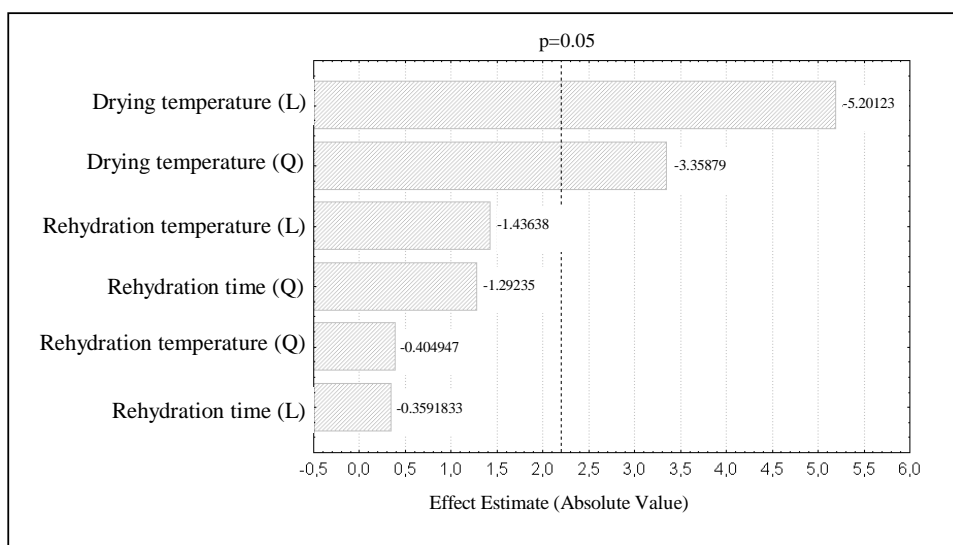 p=0.05
Drying temperature (L)
-5.20123
Drying temperature (Q)
-3.35879
Rehydration temperature (L)
-1.43638
Rehydration time (Q)
-1.29235
Rehydration temperature (Q)
-0.404947
Rehydration time (L)
-0.3591833
-0,5 0,0 0,5 1,0 1,5 2,0 2,5 3,0 3,5 4,0 4,5 5,0 5,5 6,0
Effect Estimate (Absolute Value)